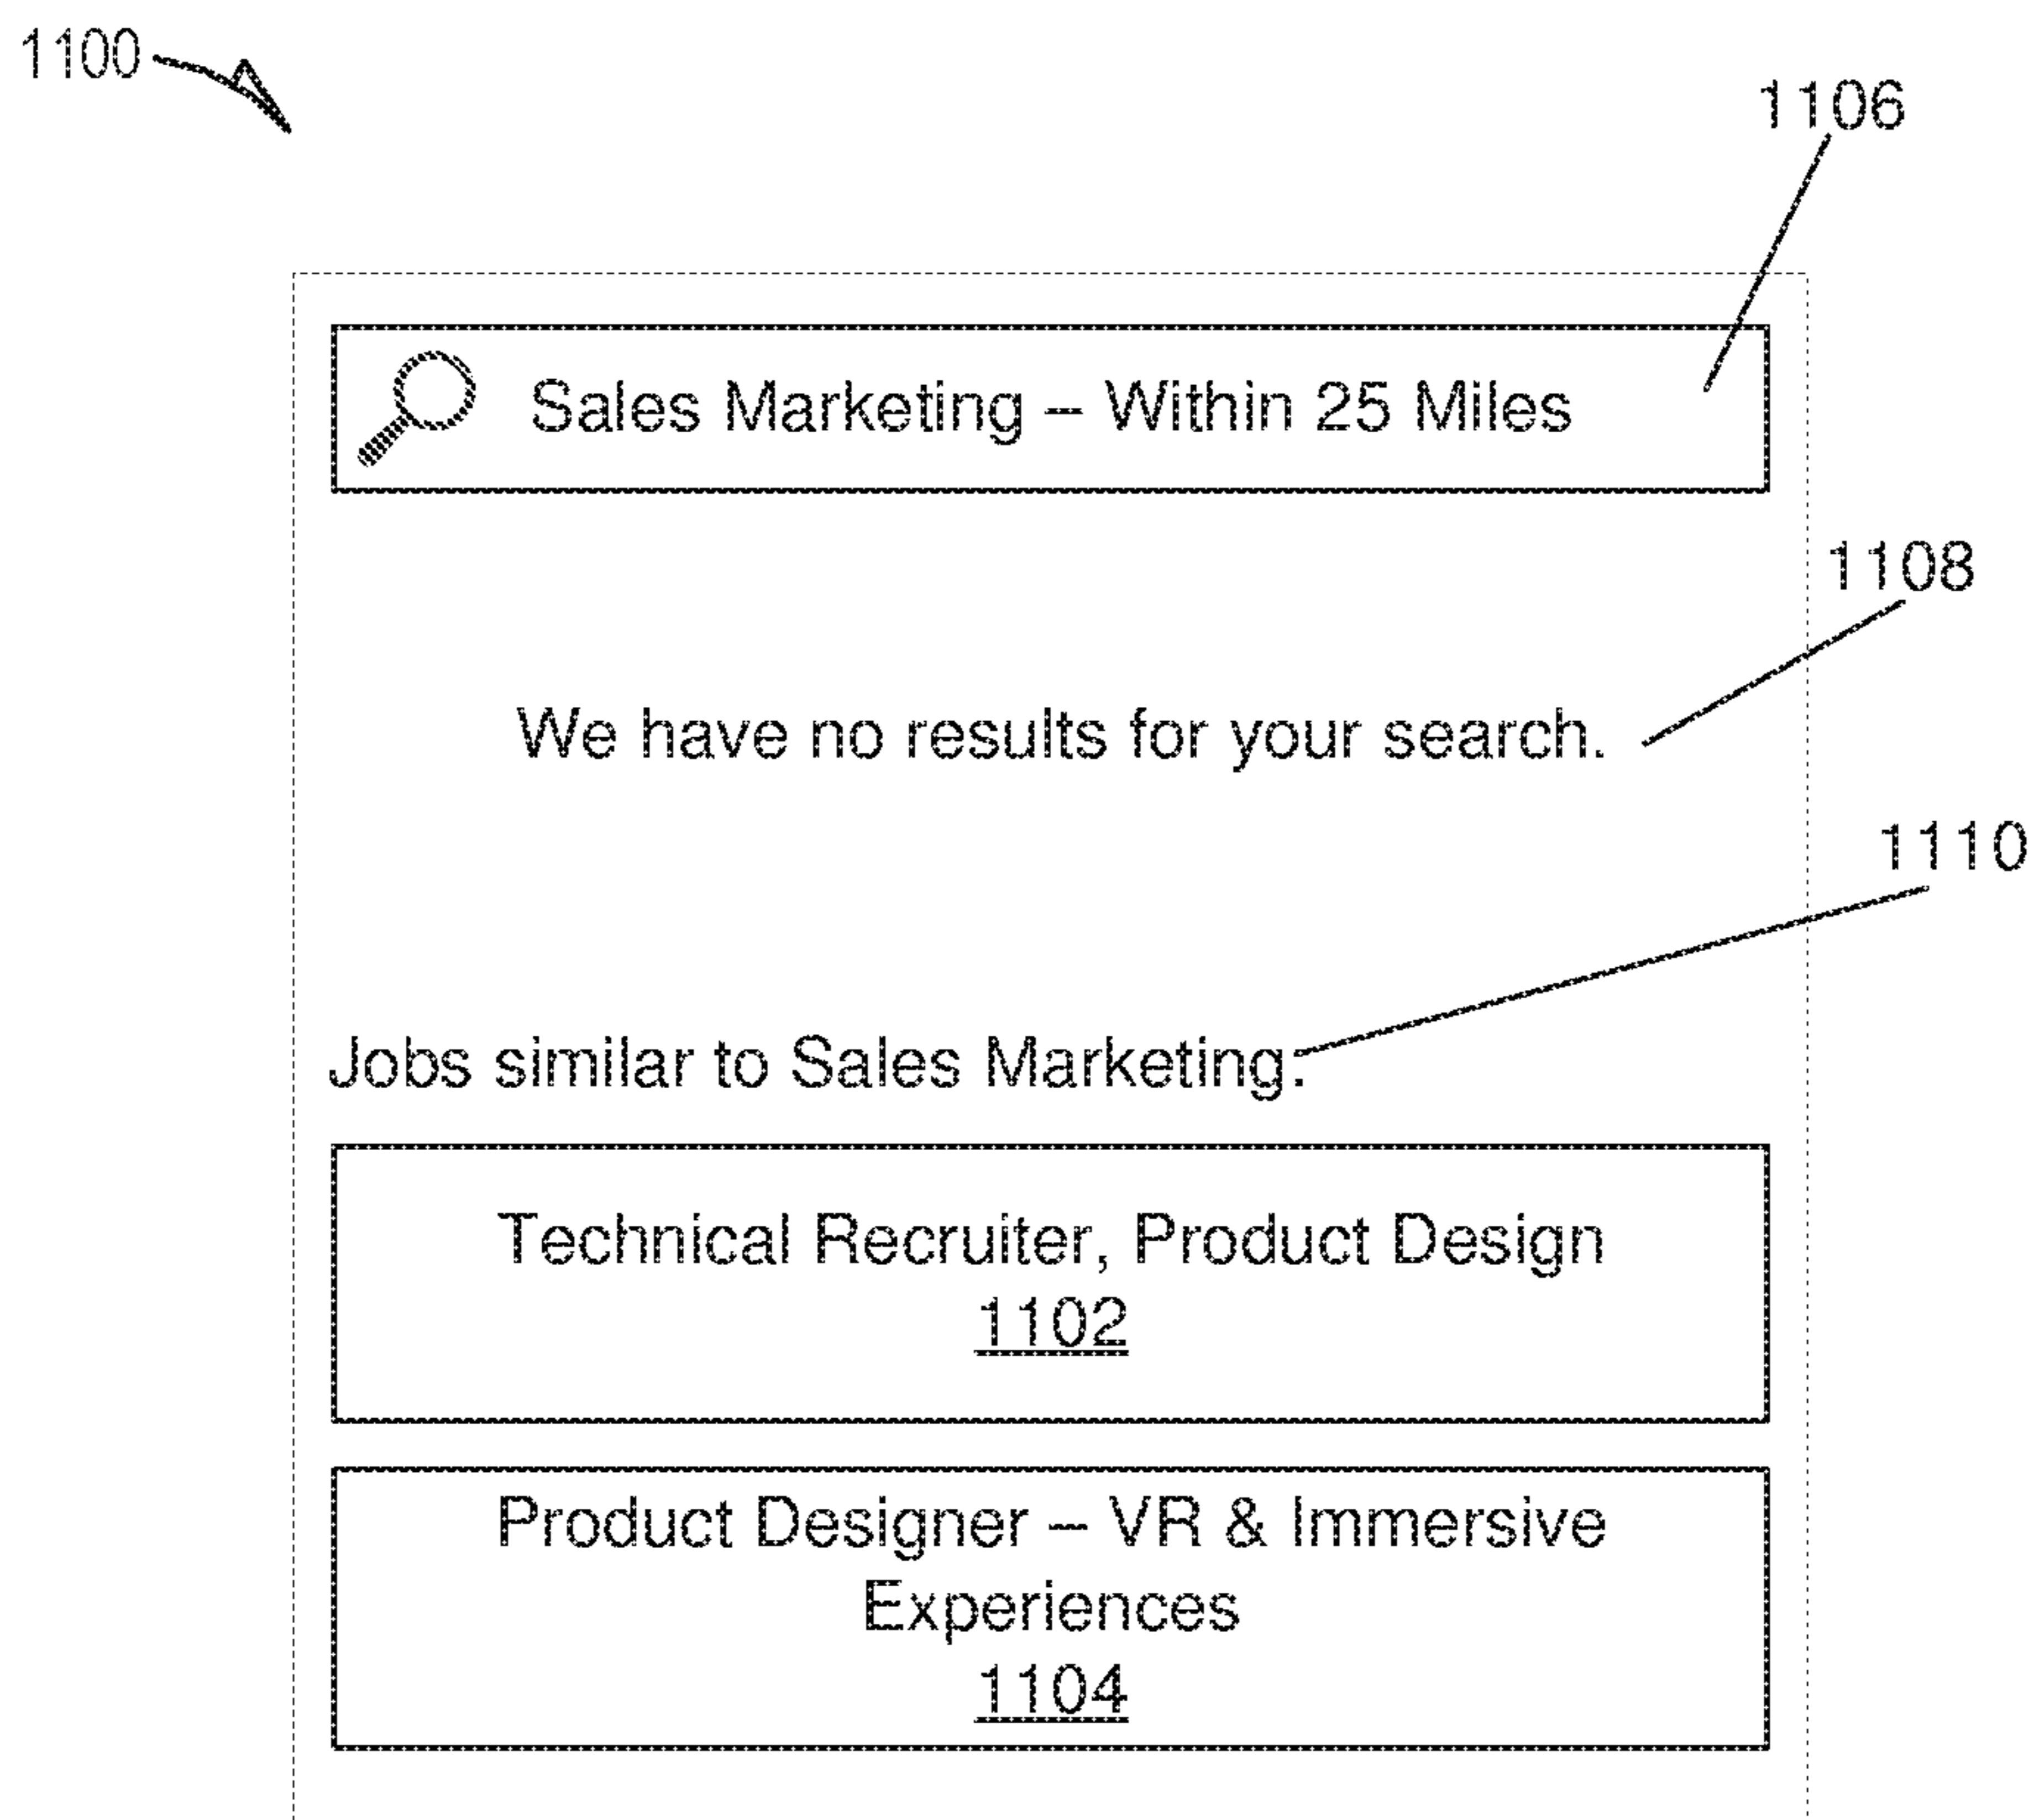 1100
1106
Sales Marketing – Within 25 Miles
1108
We have no results for your search.
1110
Jobs similar to Sales Marketing:
Technical Recruiter, Product Design
1102
Product Designer – VR & Immersive
Experiences
1104